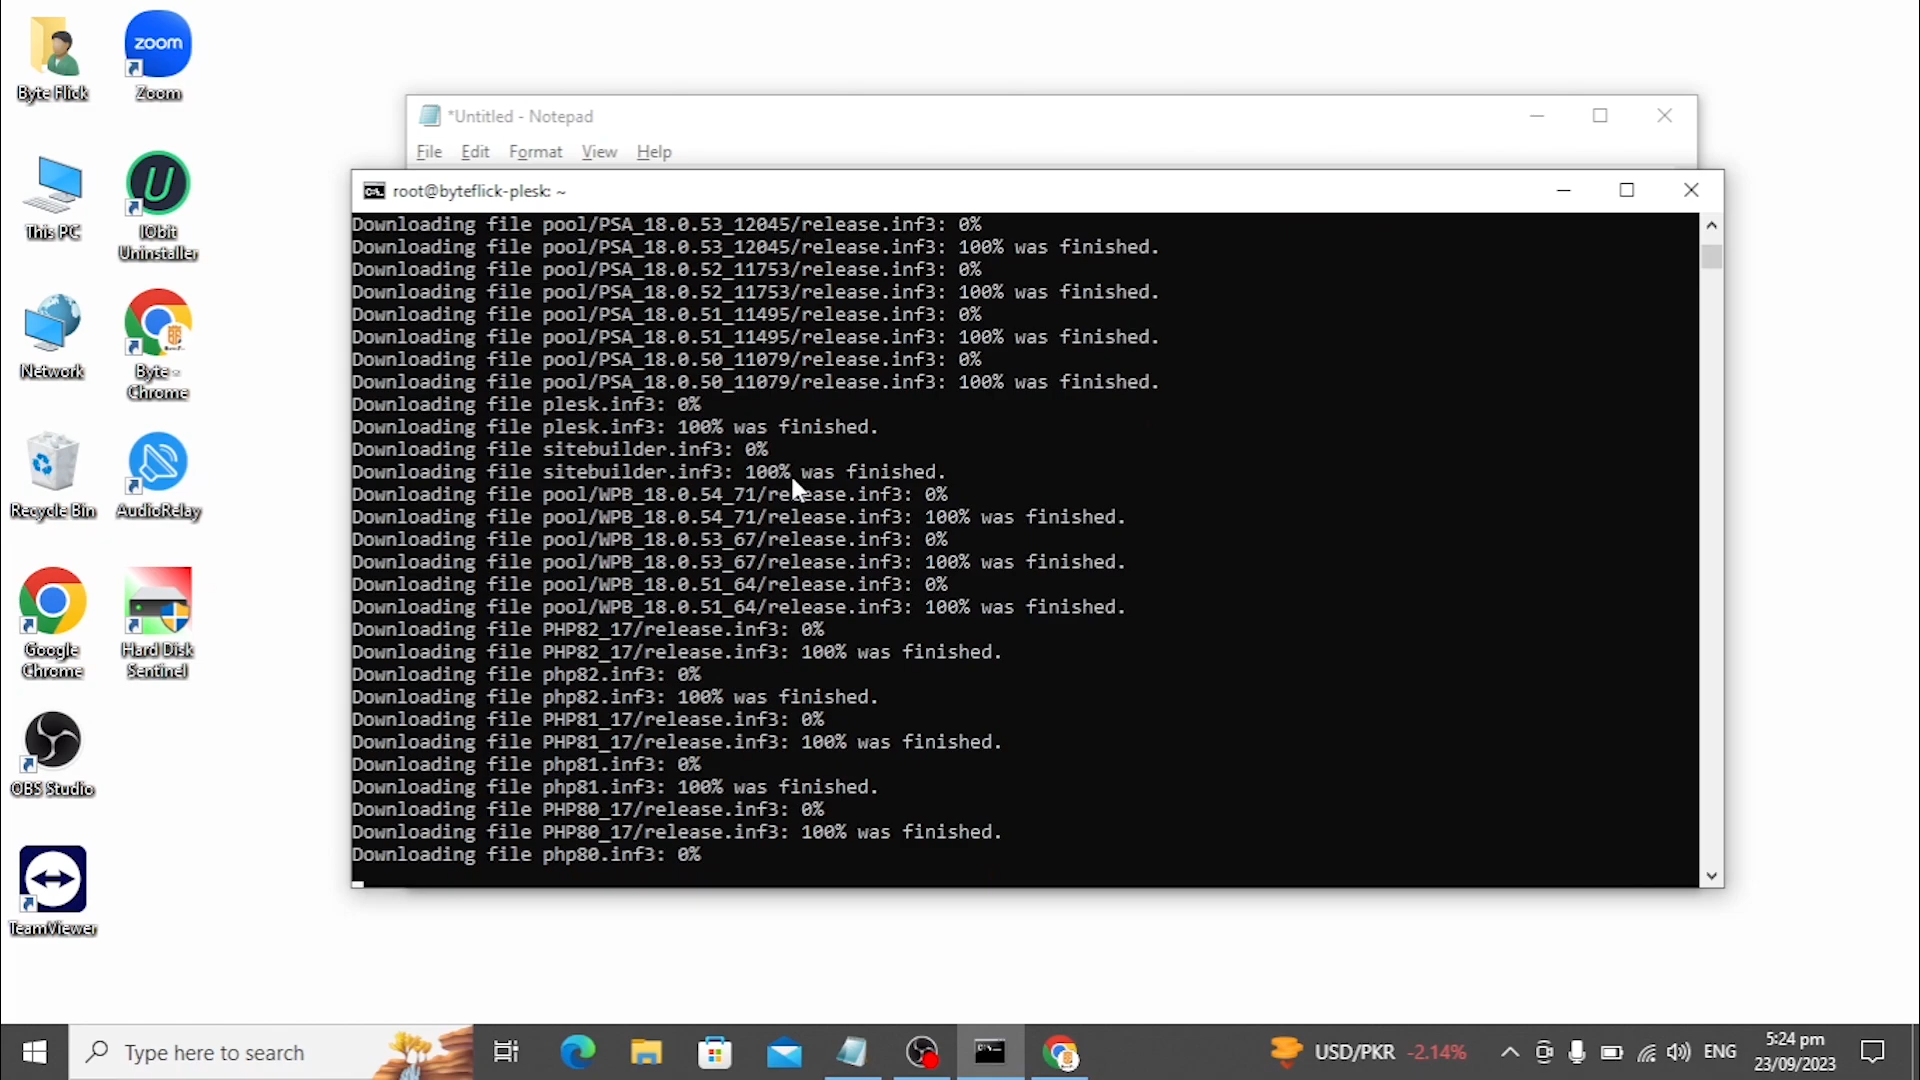 Byte Flick
zoom
Zoom
This PC
IObit
Uninstaller
Network
Byte -
Chrome
Recycle Bin
AudioRelay
Google
Chrome
Hard Disk
Sentinel
OBS Studio
TeamViewer
*Untitled - Notepad
File Edit Format View Help
root@byteflick-plesk: ~
Downloading file pool/PSA_18.0.53_12045/release.inf3: 0%
Downloading file pool/PSA_18.0.53_12045/release.inf3: 100% was finished.
Downloading file pool/PSA_18.0.52_11753/release.inf3: 0%
Downloading file pool/PSA_18.0.52_11753/release.inf3: 100% was finished.
Downloading file pool/PSA_18.0.51_11495/release.inf3: 0%
Downloading file pool/PSA_18.0.51_11495/release.inf3: 100% was finished.
Downloading file pool/PSA_18.0.50_11079/release.inf3: 0%
Downloading file pool/PSA_18.0.50_11079/release.inf3: 100% was finished.
Downloading file plesk.inf3: 0%
Downloading file plesk.inf3: 100% was finished.
Downloading file sitebuilder.inf3: 0%
Downloading file sitebuilder.inf3: 100% was finished.
Downloading file pool/WPB_18.0.54_71/release.inf3: 0%
Downloading file pool/WPB_18.0.54_71/release.inf3: 100% was finished.
Downloading file pool/WPB_18.0.53_67/release.inf3: 0%
Downloading file pool/WPB_18.0.53_67/release.inf3: 100% was finished.
Downloading file pool/WPB_18.0.51_64/release.inf3: 0%
Downloading file pool/WPB_18.0.51_64/release.inf3: 100% was finished.
Downloading file PHP82_17/release.inf3: 0%
Downloading file PHP82_17/release.inf3: 100% was finished.
Downloading file php82.inf3: 0%
Downloading file php82.inf3: 100% was finished.
Downloading file PHP81_17/release.inf3: 0%
Downloading file PHP81_17/release.inf3: 100% was finished.
Downloading file php81.inf3: 0%
Downloading file php81.inf3: 100% was finished.
Downloading file PHP80_17/release.inf3: 0%
Downloading file PHP80_17/release.inf3: 100% was finished.
Downloading file php80.inf3: 0%
Type here to search
USD/PKR -2.14%
ENG
5:24 pm
23/09/2023